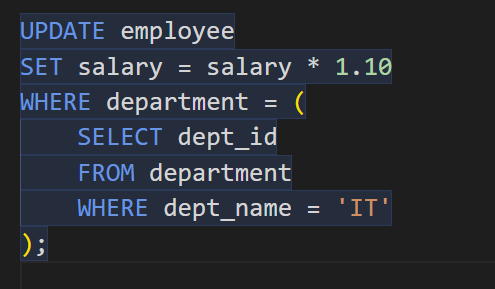 UPDATE employee
SET salary = salary * 1.10
WHERE department = (
    SELECT dept_id
    FROM department
    WHERE dept_name = 'IT'
);